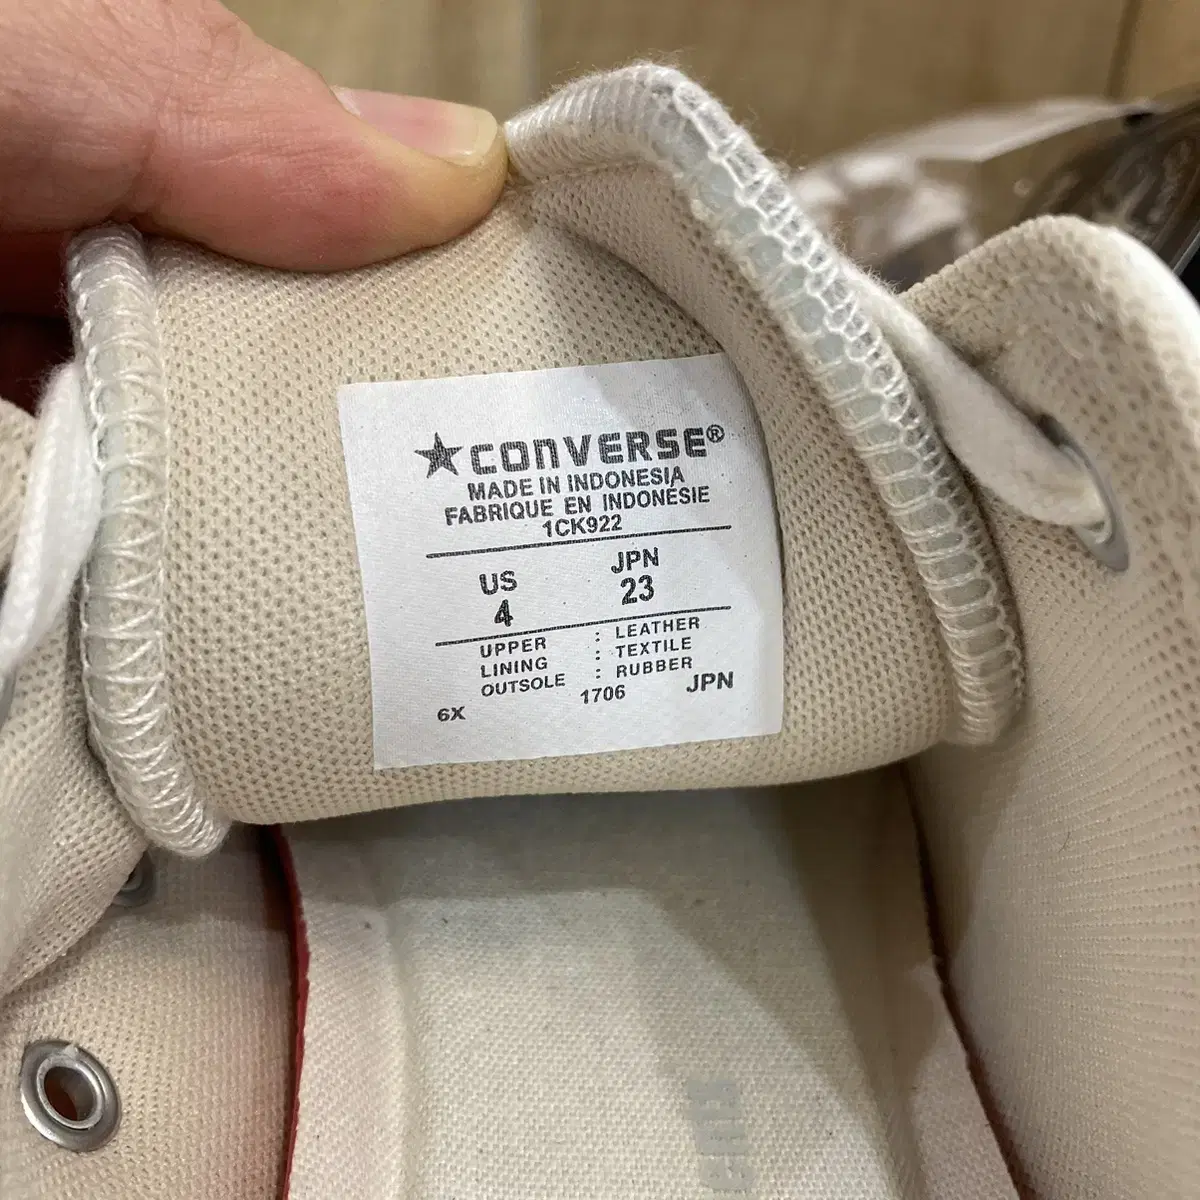 ★CONVERSE®
MADE IN INDONESIA
FABRIQUE EN INDONESIE
1CK922
US JPN
4 23
UPPER : LEATHER
LINING : TEXTILE
OUTSOLE : RUBBER
6X 1706 JPN